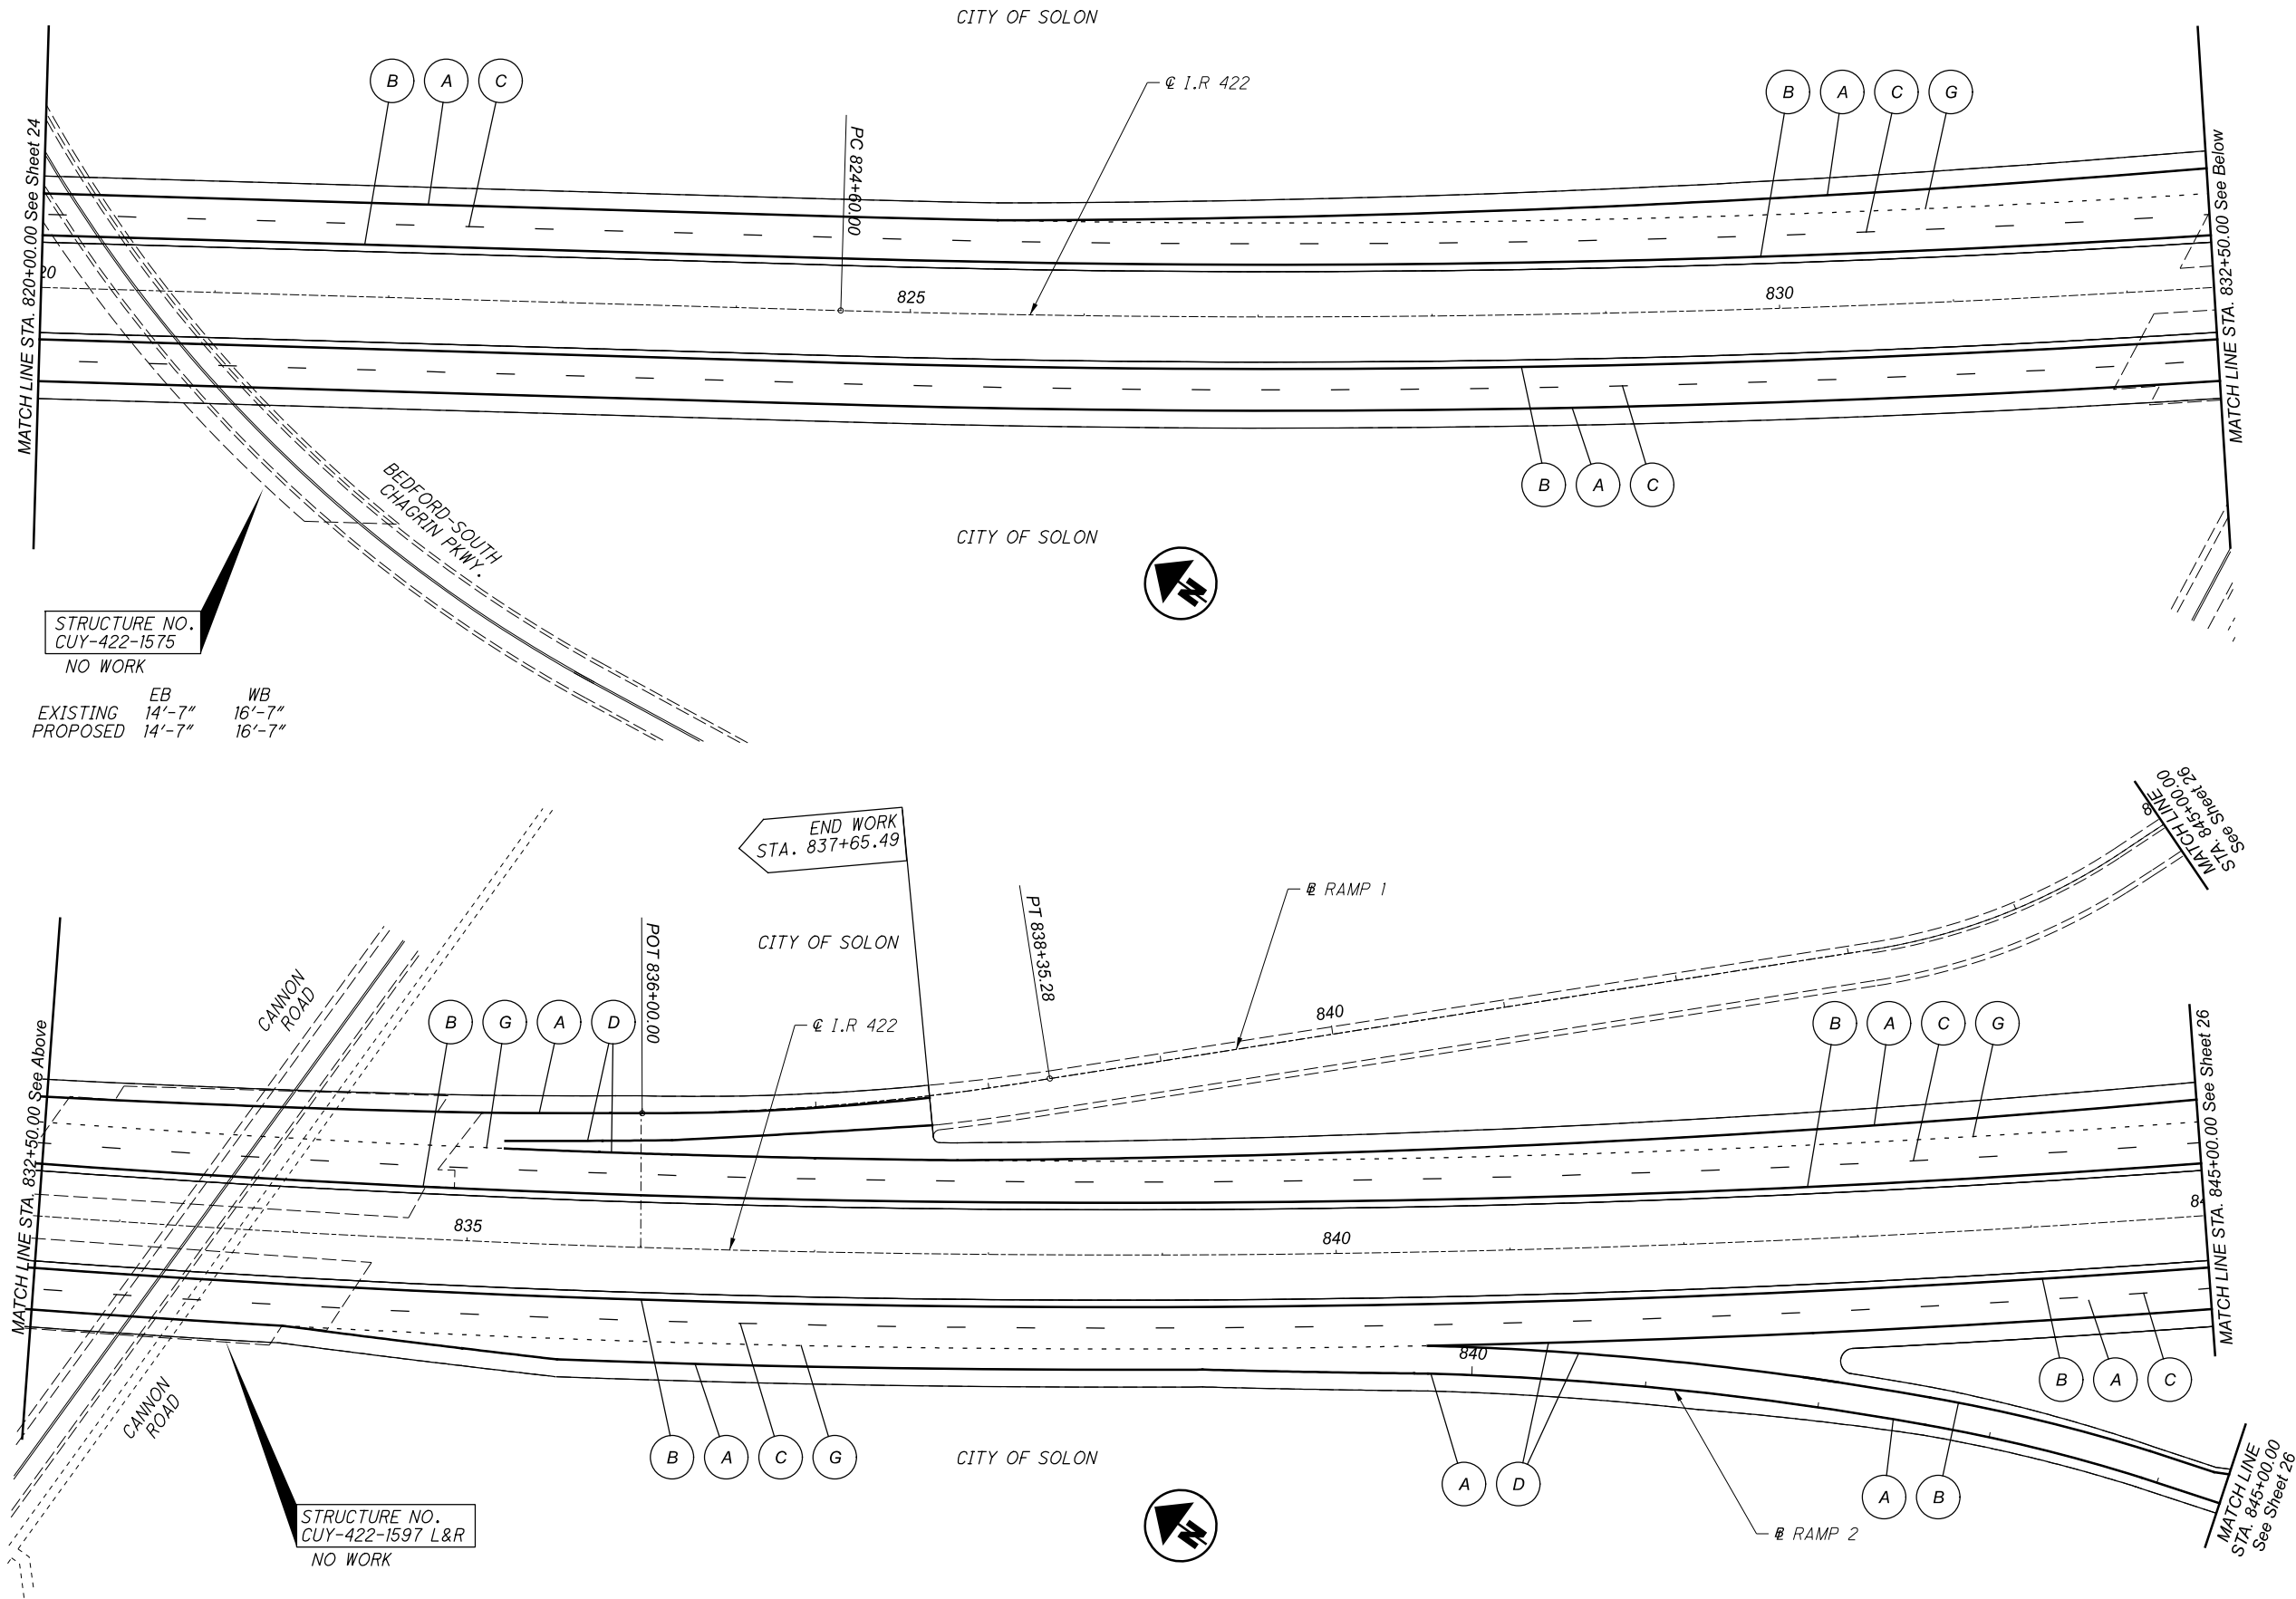 CITY OF SOLON
B A C
℄ I.R 422
B A C G
MATCH LINE STA. 820+00.00 See Sheet 24
PC 824+60.00
MATCH LINE STA. 832+50.00 See Below
20
825
830
B A C
BEDFORD-SOUTH
CHAGRIN PKWY.
CITY OF SOLON
N
STRUCTURE NO.
CUY-422-1575
NO WORK
EB WB
EXISTING 14'-7" 16'-7"
PROPOSED 14'-7" 16'-7"
END WORK
STA. 837+65.49
MATCH LINE
STA. 845+00.00
See Sheet 26
8
PT 838+35.28
RAMP 1
CITY OF SOLON
POT 836+00.00
CANNON
ROAD
B G A D
℄ I.R 422
840
B A C G
MATCH LINE STA. 832+50.00 See Above
MATCH LINE STA. 845+00.00 See Sheet 26
835
840
84
840
B A C
CANNON
ROAD
B A C G
CITY OF SOLON
A D
A B
N
RAMP 2
STRUCTURE NO.
CUY-422-1597 L&R
NO WORK
MATCH LINE
STA. 845+00.00
See Sheet 26